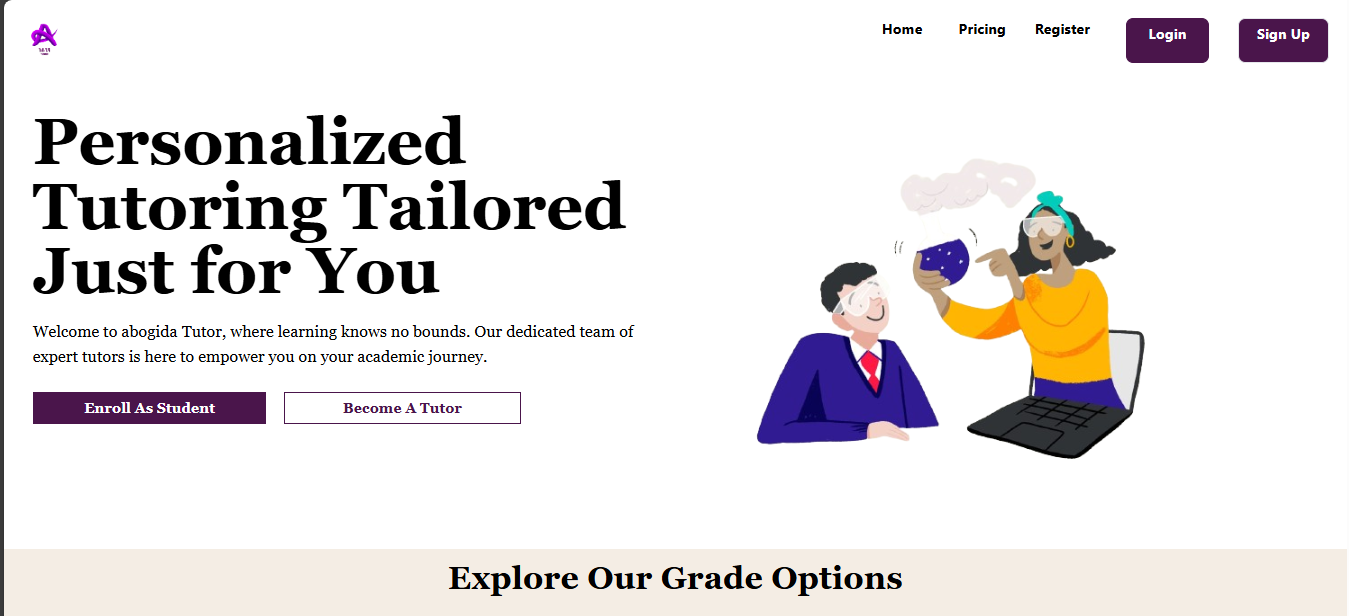 Home Pricing Register Login Sign Up
Personalized
Tutoring Tailored
Just for You
Welcome to abogida Tutor, where learning knows no bounds. Our dedicated team of
expert tutors is here to empower you on your academic journey.
Enroll As Student Become A Tutor
Explore Our Grade Options